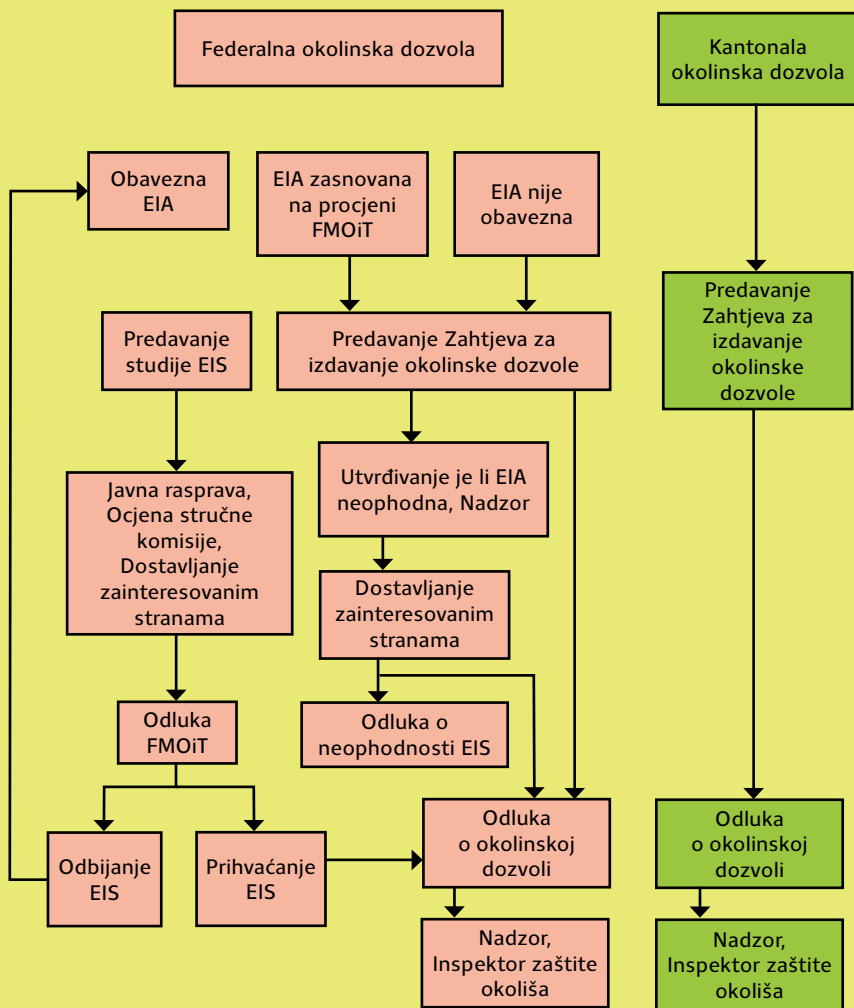 Federalna okolinska dozvola
Kantonala
okolinska dozvola
Obavezna
EIA
EIA zasnovana
na procjeni
FMOiT
EIA nije
obavezna
Predavanje
studije EIS
Predavanje Zahtjeva za
izdavanje okolinske dozvole
Predavanje
Zahtjeva za
izdavanje
okolinske
dozvole
Javna rasprava,
Ocjena stručne
komisije,
Dostavljanje
zainteresovanim
stranama
Utvrđivanje je li EIA
neophodna, Nadzor
Dostavljanje
zainteresovanim
stranama
Odluka
FMOiT
Odluka o
neophodnosti EIS
Odbijanje
EIS
Prihvaćanje
EIS
Odluka
o okolinskoj
dozvoli
Odluka
o okolinskoj
dozvoli
Nadzor,
Inspektor zaštite
okoliša
Nadzor,
Inspektor zaštite
okoliša